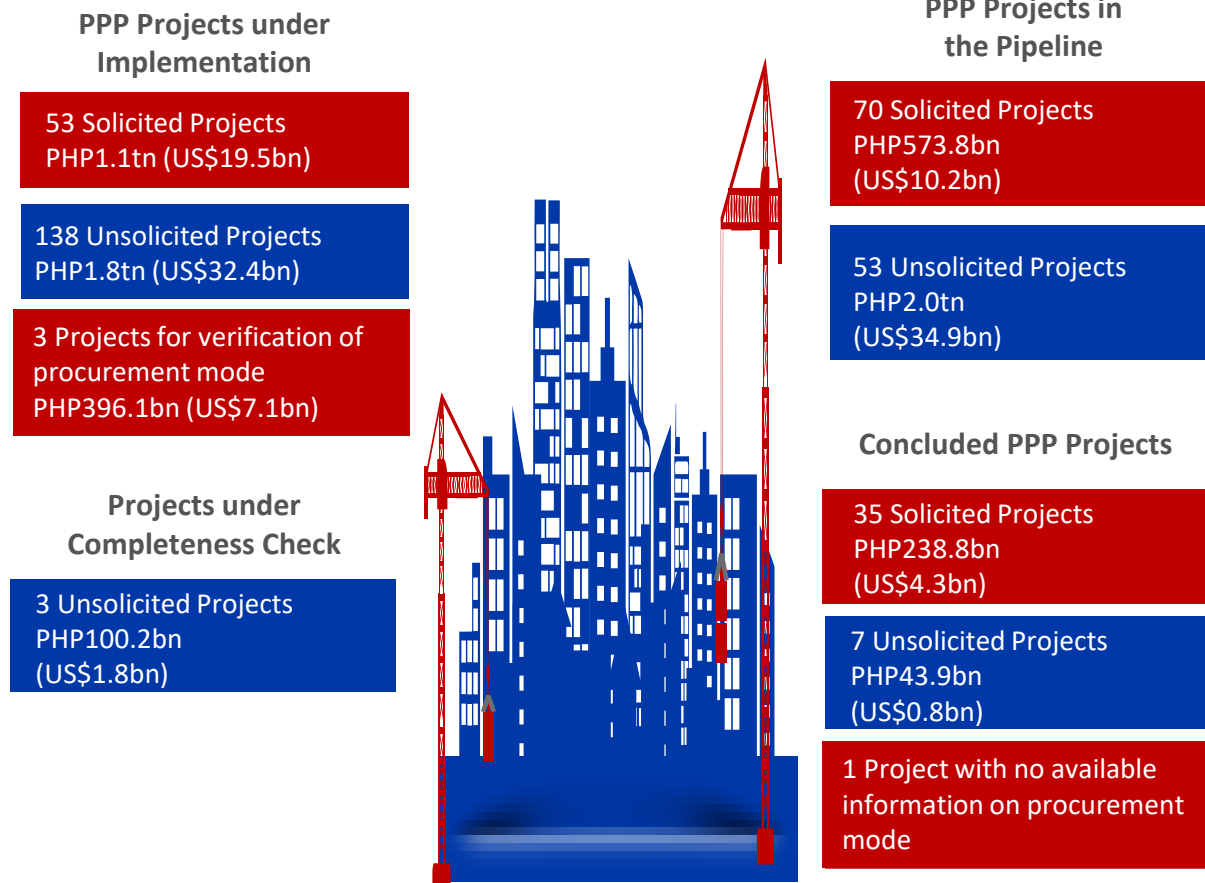 PPP Projects under
Implementation
53 Solicited Projects
PHP1.1tn (US$19.5bn)
138 Unsolicited Projects
PHP1.8tn (US$32.4bn)
3 Projects for verification of
procurement mode
PHP396.1bn (US$7.1bn)
Projects under
Completeness Check
3 Unsolicited Projects
PHP100.2bn
(US$1.8bn)
PPP Projects in
the Pipeline
70 Solicited Projects
PHP573.8bn
(US$10.2bn)
53 Unsolicited Projects
PHP2.0tn
(US$34.9bn)
Concluded PPP Projects
35 Solicited Projects
PHP238.8bn
(US$4.3bn)
7 Unsolicited Projects
PHP43.9bn
(US$0.8bn)
1 Project with no available
information on procurement
mode